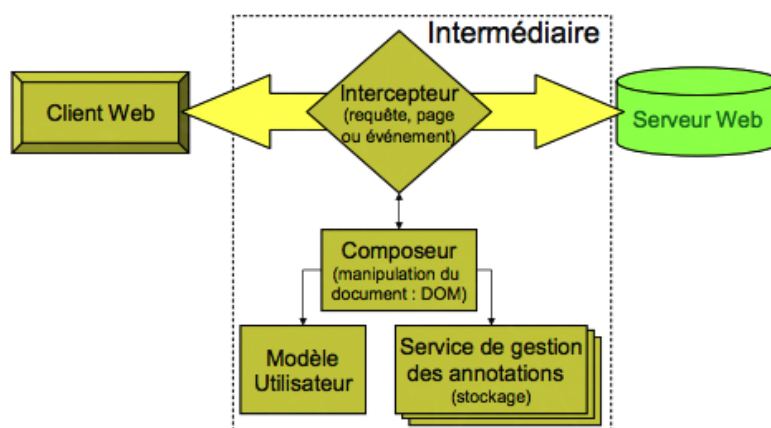 Intermédiaire
Client Web
Intercepteur
(requête, page
ou événement)
Serveur Web
Composeur
(manipulation du
document : DOM)
Modèle
Utilisateur
Service de gestion
des annotations
(stockage)